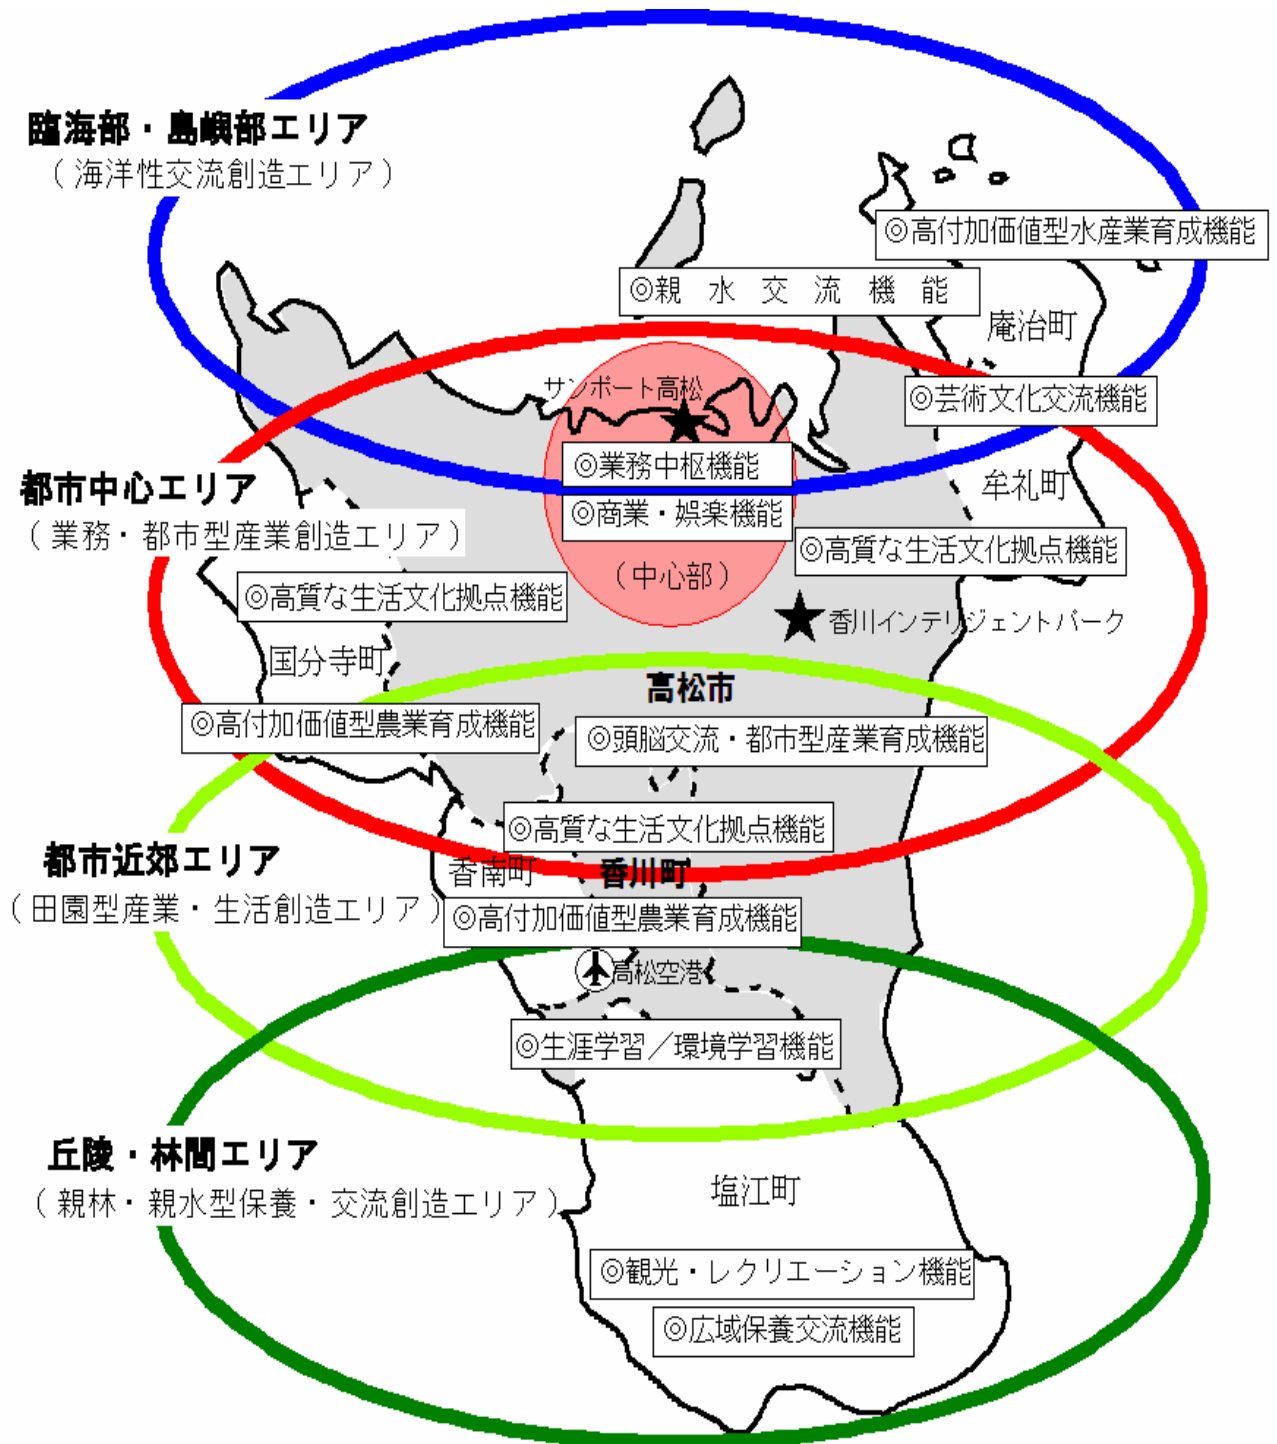 臨海部・島嶼部エリア
（海洋性交流創造エリア）
◎高付加価値型水産業育成機能
◎親水交流機能
庵治町
サンポート高松
◎芸術文化交流機能
◎業務中枢機能
都市中心エリア
（業務・都市型産業創造エリア）
牟礼町
◎商業・娯楽機能
◎高質な生活文化拠点機能
（中心部）
◎高質な生活文化拠点機能
香川インテリジェントパーク
国分寺町
高松市
◎高付加価値型農業育成機能
◎頭脳交流・都市型産業育成機能
◎高質な生活文化拠点機能
都市近郊エリア
（田園型産業・生活創造エリア）
香南町
香川町
◎高付加価値型農業育成機能
高松空港
◎生涯学習／環境学習機能
丘陵・林間エリア
（親林・親水型保養・交流創造エリア）
塩江町
◎観光・レクリエーション機能
◎広域保養交流機能